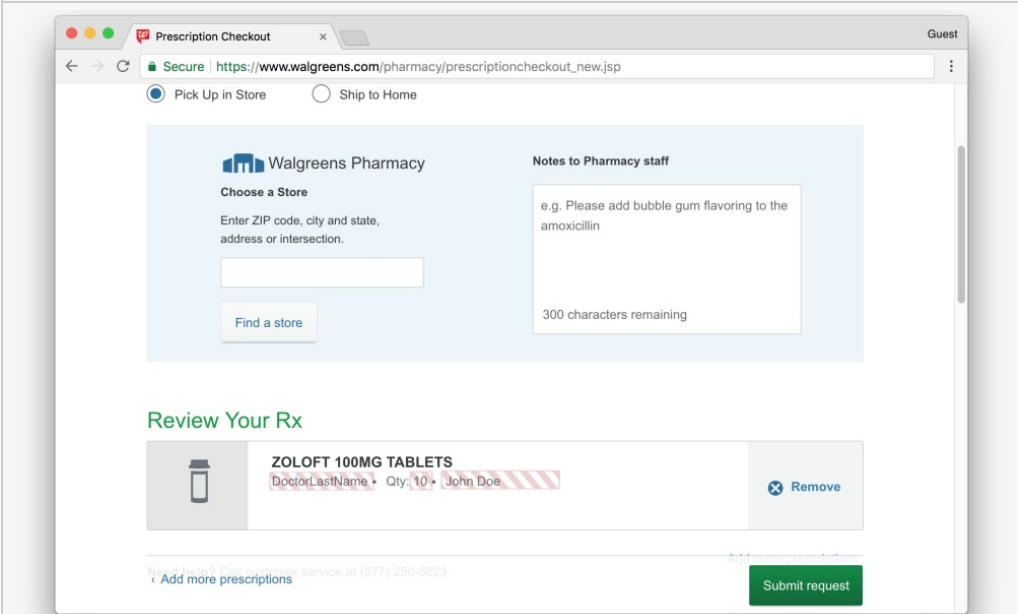 Prescription Checkout ×
Guest
Secure https://www.walgreens.com/pharmacy/prescriptioncheckout_new.jsp
Pick Up in Store Ship to Home
Walgreens Pharmacy
Choose a Store
Enter ZIP code, city and state,
address or intersection.
Find a store
Notes to Pharmacy staff
e.g. Please add bubble gum flavoring to the
amoxicillin
300 characters remaining
Review Your Rx
ZOLOFT 100MG TABLETS
DoctorLastName • Qty: 10 • John Doe
Remove
Add more prescriptions
Need help? Call customer service at (877) 250-5823
‹ Add more prescriptions
Submit request